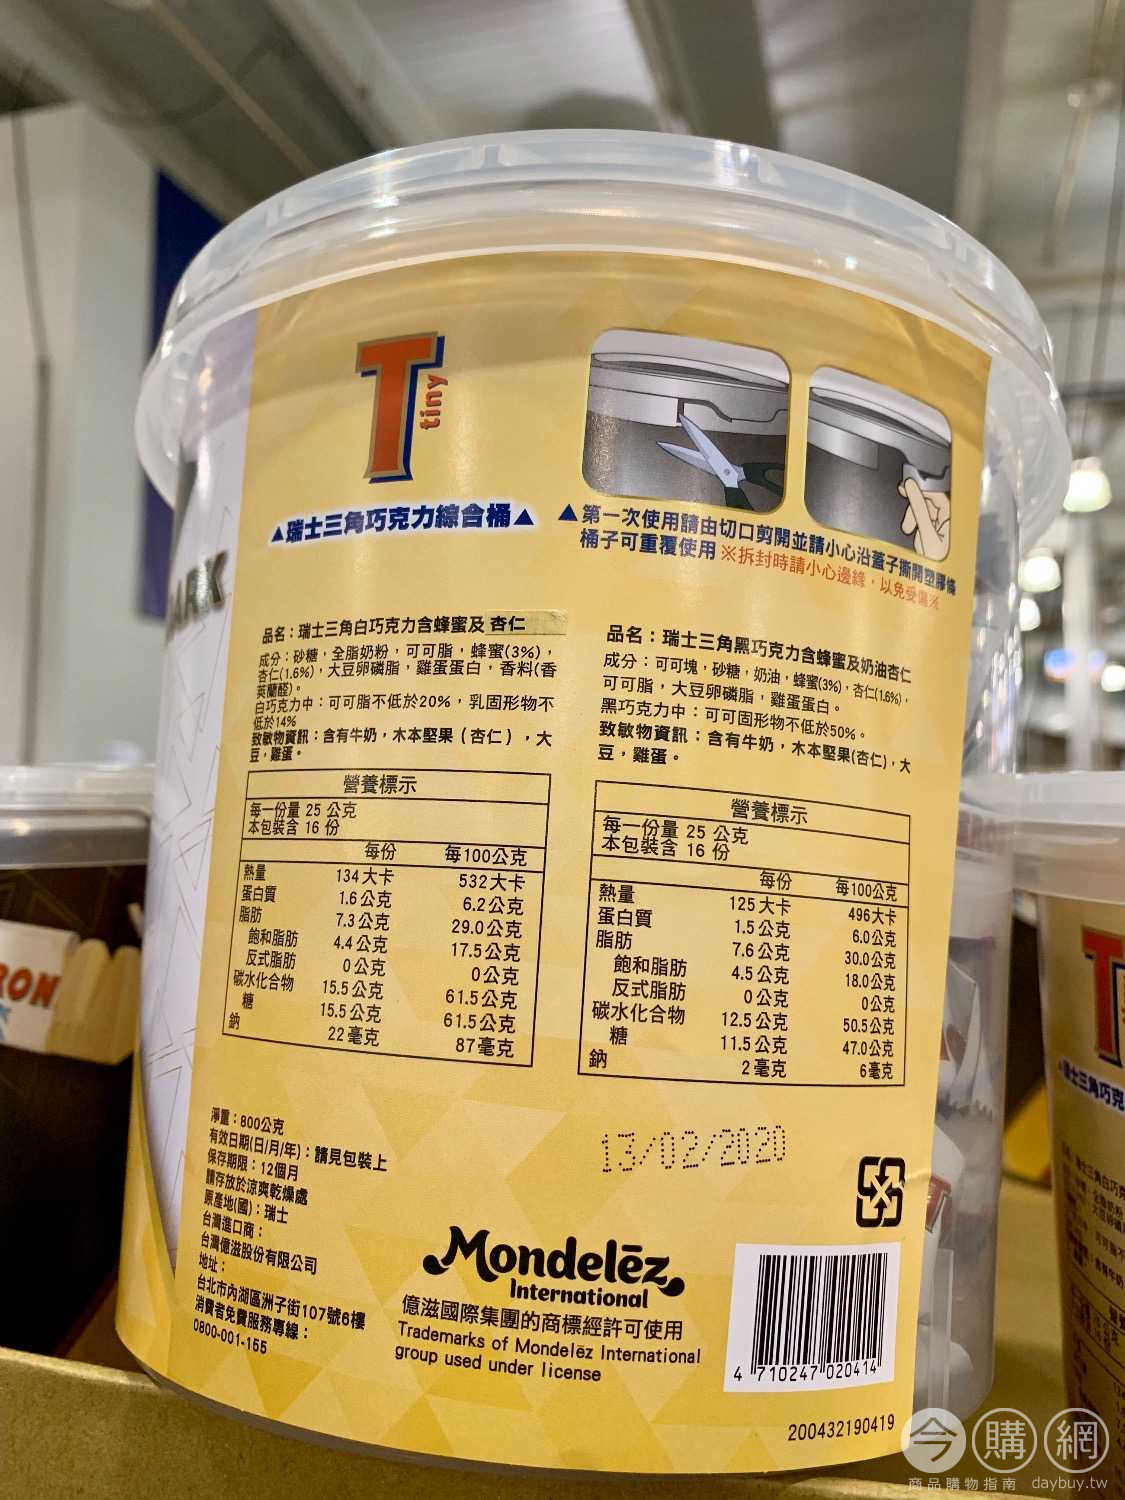 T
tiny
▲瑞士三角巧克力綜合桶▲
▲第一次使用請由切口剪開並請小心沿蓋子撕開塑膠條
桶子可重覆使用 ※拆封時請小心邊緣，以免受傷※
品名：瑞士三角白巧克力含蜂蜜及杏仁
成分：砂糖，全脂奶粉，可可脂，蜂蜜(3%)，
杏仁(1.6%)，大豆卵磷脂，雞蛋蛋白，香料(香
莢蘭醛)。
白巧克力中：可可脂不低於20%，乳固形物不
低於14%
致敏物資訊：含有牛奶，木本堅果（杏仁），大
豆，雞蛋。
營養標示
每一份量 25 公克
本包裝含 16 份
每份 每100公克
熱量 134大卡 532大卡
蛋白質 1.6公克 6.2公克
脂肪 7.3公克 29.0公克
飽和脂肪 4.4公克 17.5公克
反式脂肪 0公克 0公克
碳水化合物 15.5公克 61.5公克
糖 15.5公克 61.5公克
鈉 22毫克 87毫克
品名：瑞士三角黑巧克力含蜂蜜及奶油杏仁
成分：可可塊，砂糖，奶油，蜂蜜(3%)，杏仁(1.6%)，
可可脂，大豆卵磷脂，雞蛋蛋白。
黑巧克力中：可可固形物不低於50%。
致敏物資訊：含有牛奶，木本堅果(杏仁)，大
豆，雞蛋。
營養標示
每一份量 25 公克
本包裝含 16 份
每份 每100公克
熱量 125大卡 496大卡
蛋白質 1.5公克 6.0公克
脂肪 7.6公克 30.0公克
飽和脂肪 4.5公克 18.0公克
反式脂肪 0公克 0公克
碳水化合物 12.5公克 50.5公克
糖 11.5公克 47.0公克
鈉 2毫克 6毫克
淨重：800公克
有效日期(日/月/年)：請見包裝上
保存期限：12個月
請存放於涼爽乾燥處
原產地(國)：瑞士
台灣進口商：
台灣億滋股份有限公司
地址：
台北市內湖區洲子街107號6樓
消費者免費服務專線：
0800-001-155
13/02/2020
Mondelēz
International
億滋國際集團的商標經許可使用
Trademarks of Mondelēz International
group used under license
4 710247 020414
200432190419
今購網
商品購物指南 daybuy.tw